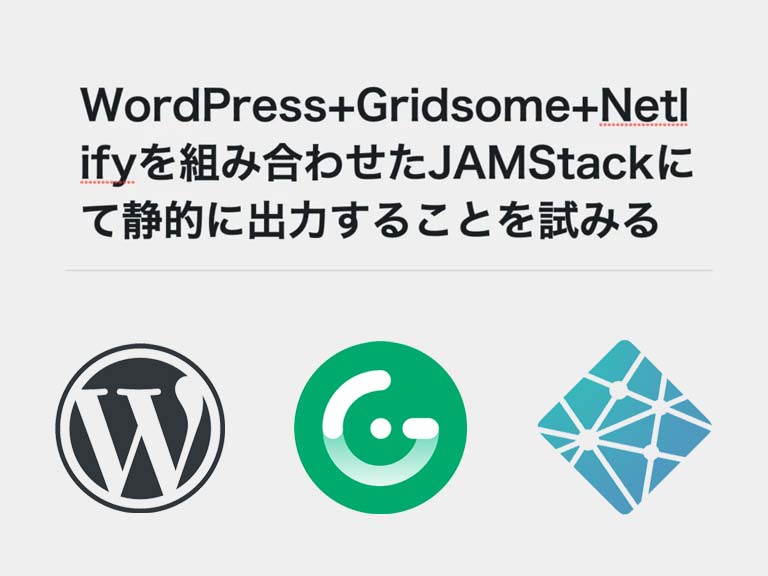 WordPress+Gridsome+Netl
ifyを組み合わせたJAMStackに
て静的に出力することを試みる